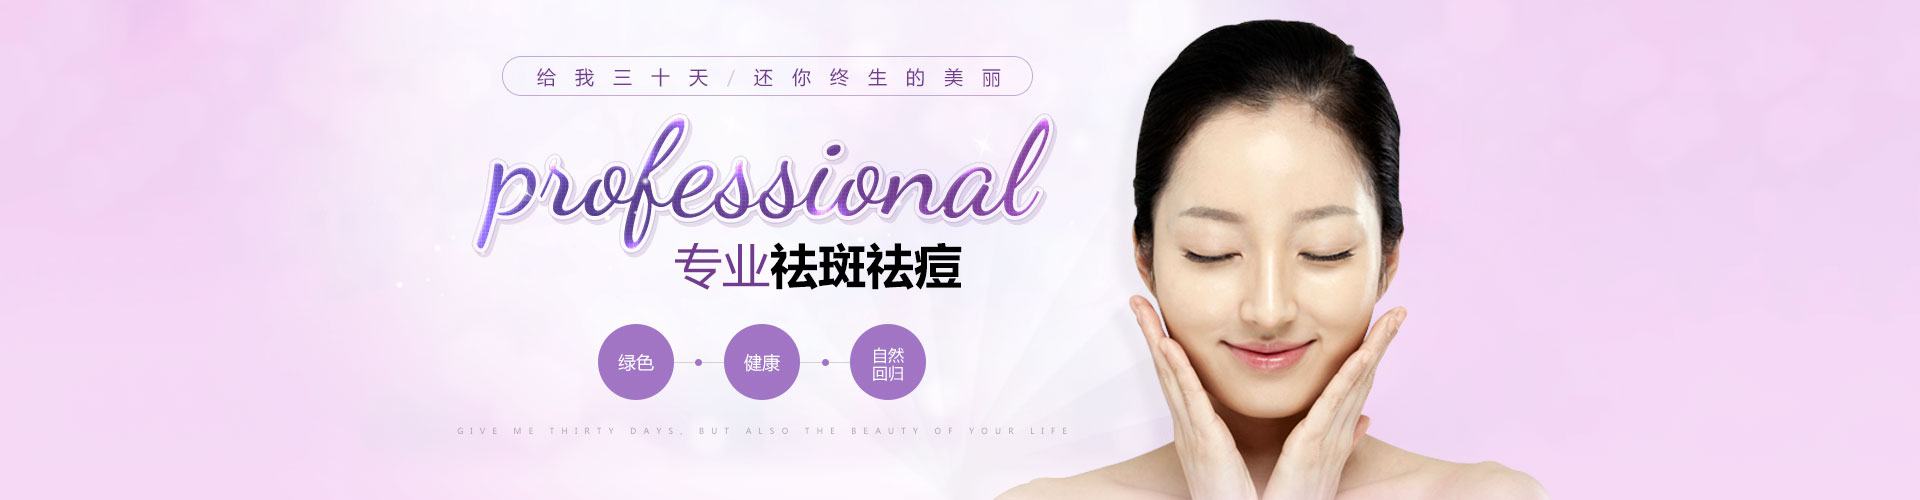 给我三十天/还你终生的美丽
professional
专业祛斑祛痘
绿色
健康
自然
回归
GIVE ME THIRTY DAYS, BUT ALSO THE BEAUTY OF YOUR LIFE